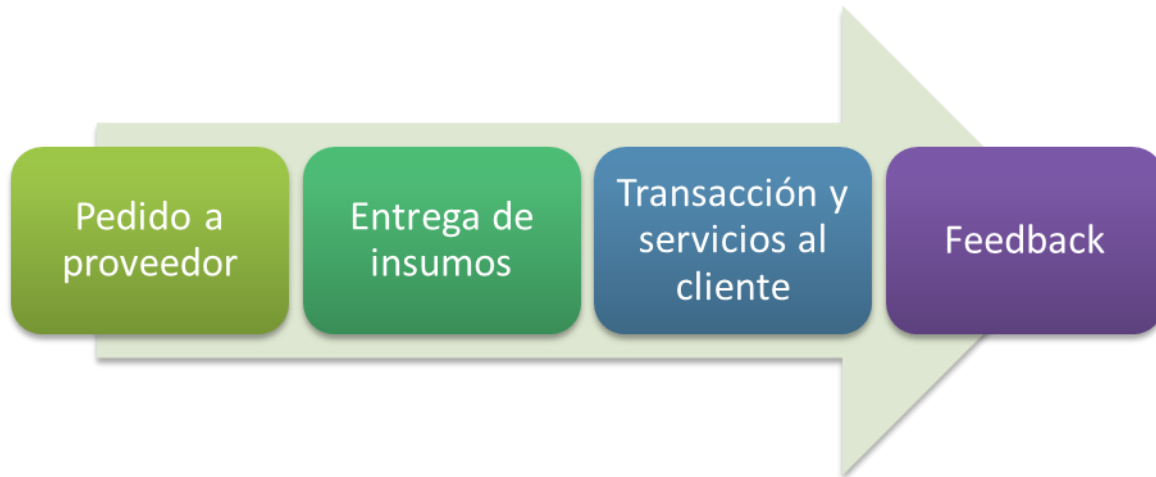 Pedido a
proveedor
Entrega de
insumos
Transacción y
servicios al
cliente
Feedback